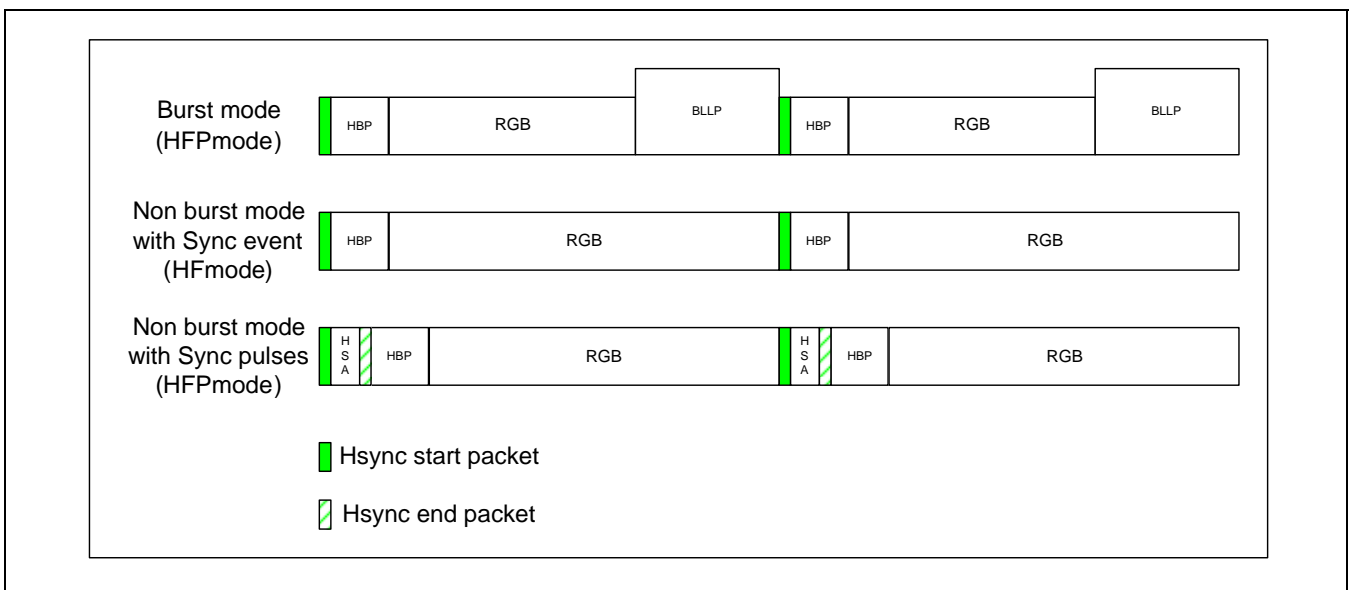 Burst mode
(HFPmode)
HBP
RGB
BLLP
HBP
RGB
BLLP
Non burst mode
with Sync event
(HFmode)
HBP
RGB
HBP
RGB
Non burst mode
with Sync pulses
(HFPmode)
H
S
A
HBP
RGB
H
S
A
HBP
RGB
Hsync start packet
Hsync end packet